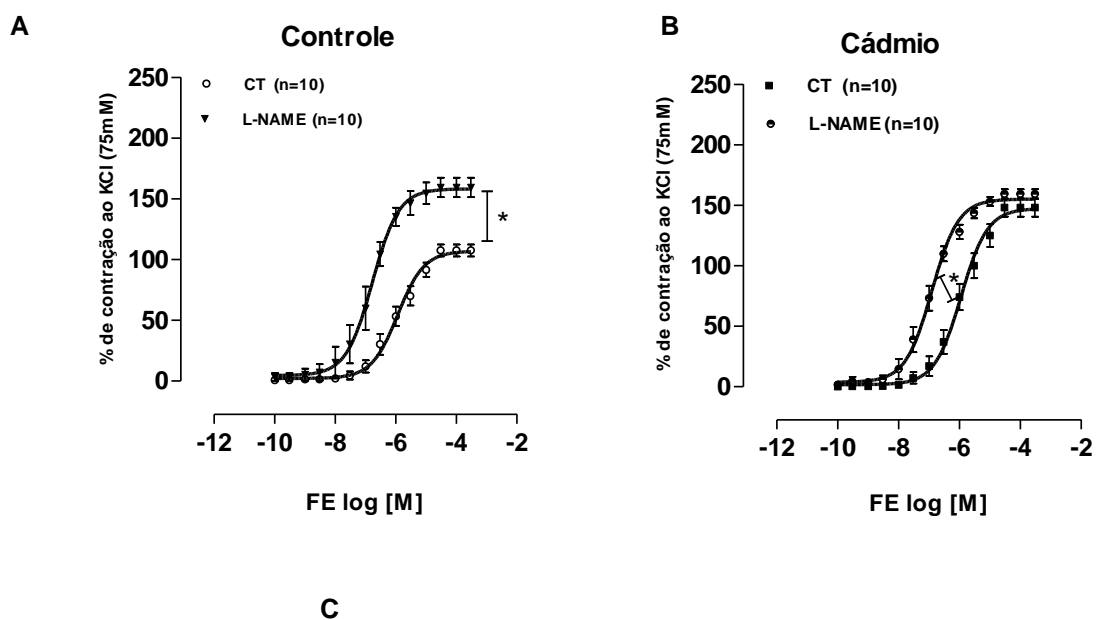 A
Controle
% de contração ao KCl (75mM)
250
200
150
100
50
0
CT (n=10)
L-NAME (n=10)
*
-12 -10 -8 -6 -4 -2
FE log [M]
B
Cádmio
% de contração ao KCl (75mM)
250
200
150
100
50
0
CT (n=10)
L-NAME (n=10)
*
-12 -10 -8 -6 -4 -2
FE log [M]
C